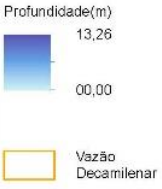 Profundidade(m)
13,26
00,00
Vazão
Decamilenar